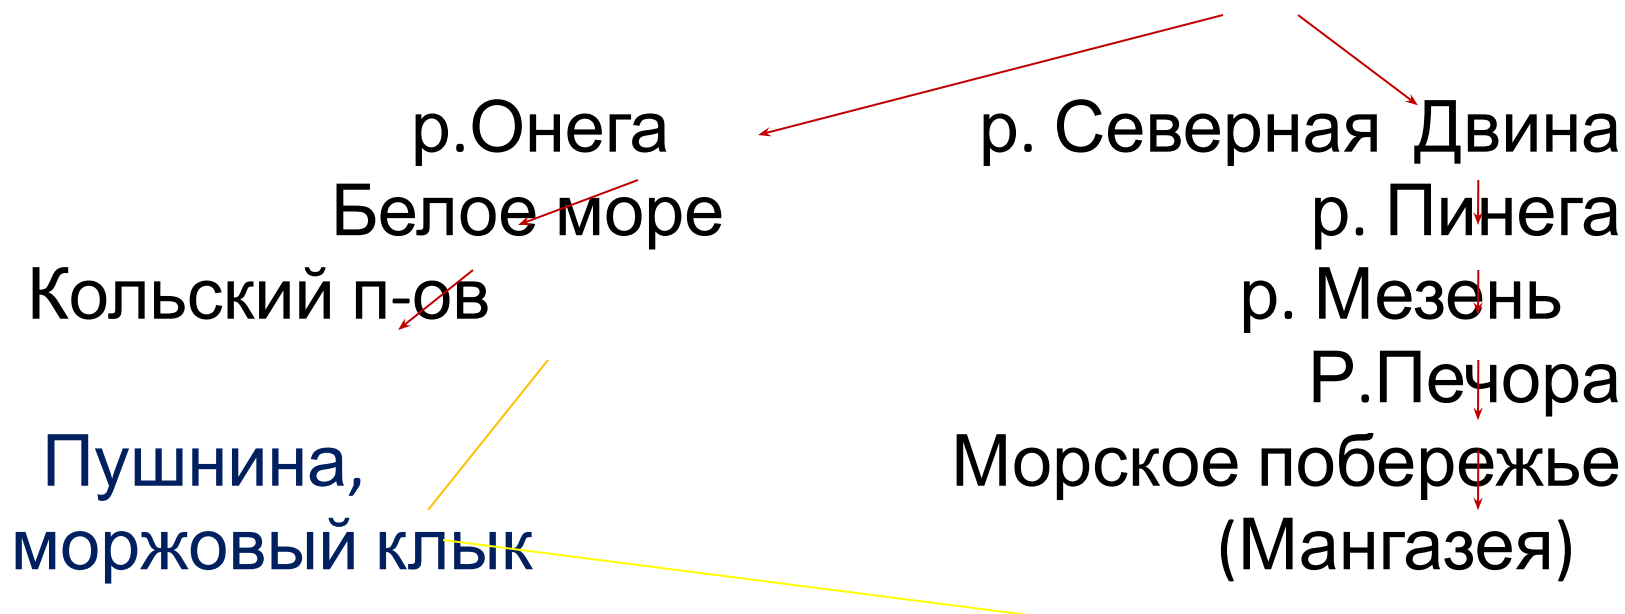 р.Онега р. Северная Двина
Белое море р. Пинега
Кольский п-ов р. Мезень
Р.Печора
Пушнина, Морское побережье
моржовый клык (Мангазея)